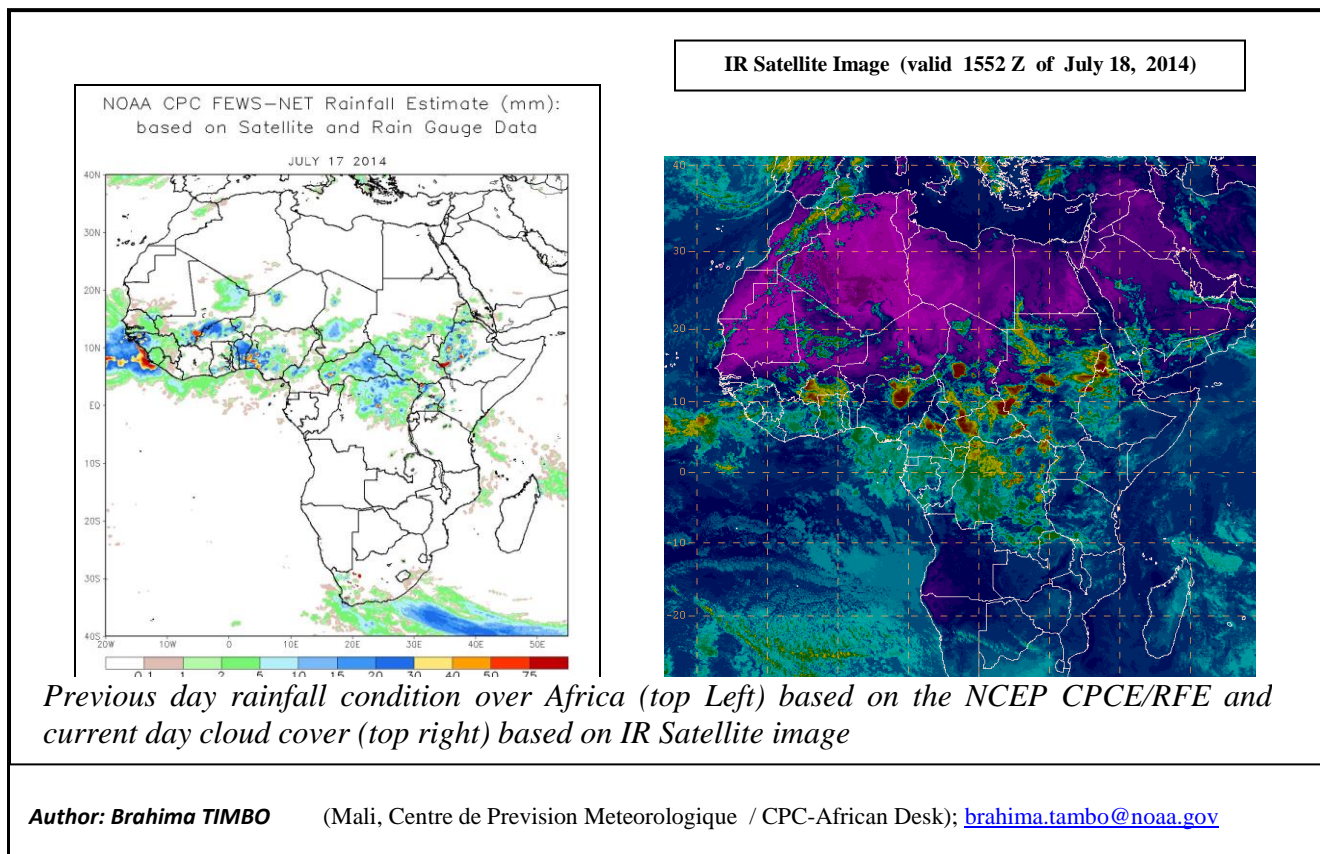 IR Satellite Image (valid 1552 Z of July 18, 2014)
NOAA CPC FEWS-NET Rainfall Estimate (mm):
based on Satellite and Rain Gauge Data
JULY 17 2014
40N
30N
20N
10N
EQ
10S
20S
30S
40S
20W 10W 0 10E 20E 30E 40E 50E
0.1 1 2 5 10 15 20 30 40 50 75
40
30
20
10
0
-10
-20
Previous day rainfall condition over Africa (top Left) based on the NCEP CPCE/RFE and
current day cloud cover (top right) based on IR Satellite image
Author: Brahima TIMBO (Mali, Centre de Prevision Meteorologique / CPC-African Desk); brahima.tambo@noaa.gov